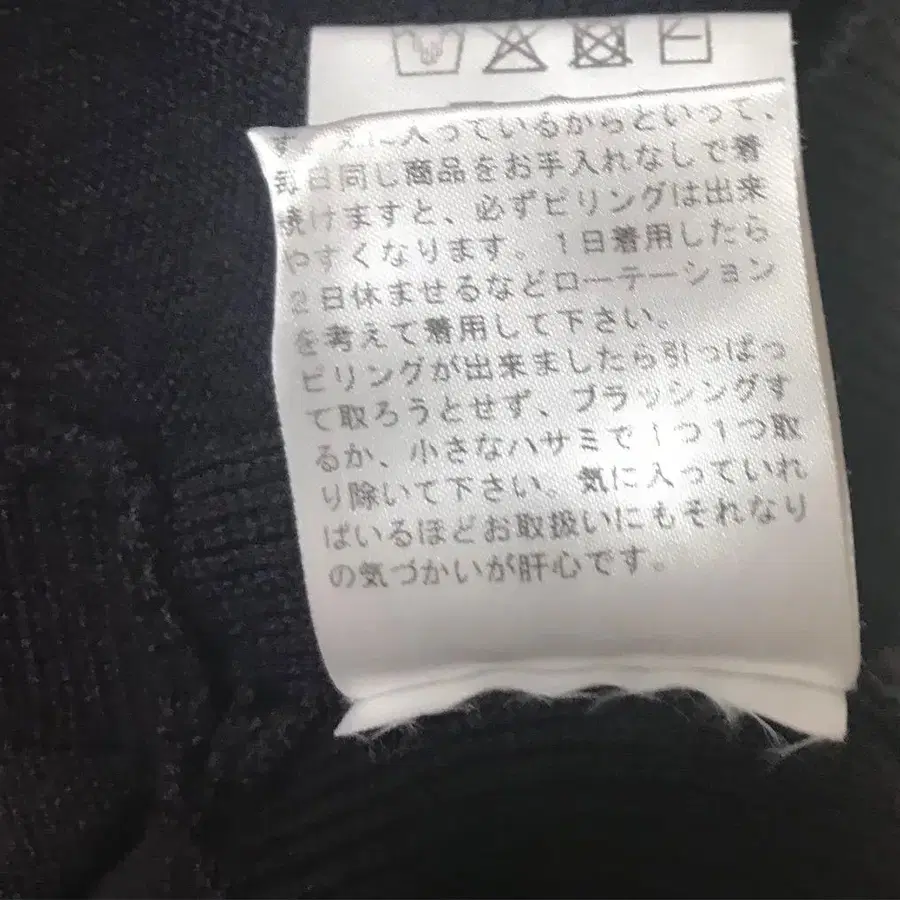 す。気に入っているからといって、
毎日同じ商品をお手入れなしで着
続けますと、必ずピリングは出来
やすくなります。1日着用したら
2日休ませるなどローテーション
を考えて着用して下さい。
ピリングが出来ましたら引っぱっ
て取ろうとせず、ブラッシングす
るか、小さなハサミで1つ1つ取
り除いて下さい。気に入っていれ
ばいるほどお取扱いにもそれなり
の気づかいが肝心です。